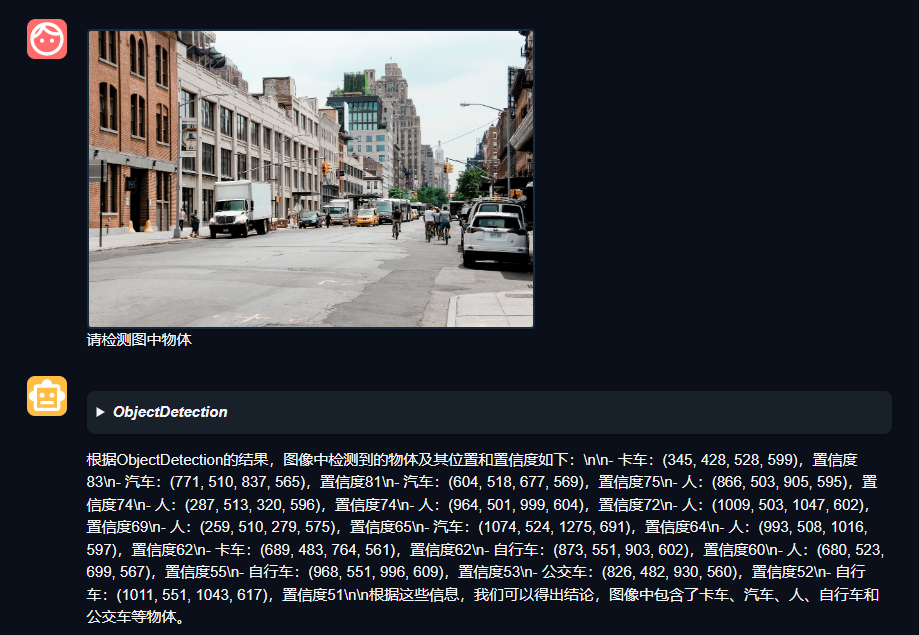 请检测图中物体
ObjectDetection
根据ObjectDetection的结果，图像中检测到的物体及其位置和置信度如下：\n\n- 卡车：(345, 428, 528, 599)，置信度
83\n- 汽车：(771, 510, 837, 565)，置信度81\n- 汽车：(604, 518, 677, 569)，置信度75\n- 人：(866, 503, 905, 595)，置
信度74\n- 人：(287, 513, 320, 596)，置信度74\n- 人：(964, 501, 999, 604)，置信度72\n- 人：(1009, 503, 1047, 602)，
置信度69\n- 人：(259, 510, 279, 575)，置信度65\n- 汽车：(1074, 524, 1275, 691)，置信度64\n- 人：(993, 508, 1016,
597)，置信度62\n- 卡车：(689, 483, 764, 561)，置信度62\n- 自行车：(873, 551, 903, 602)，置信度60\n- 人：(680, 523,
699, 567)，置信度55\n- 自行车：(968, 551, 996, 609)，置信度53\n- 公交车：(826, 482, 930, 560)，置信度52\n- 自行
车：(1011, 551, 1043, 617)，置信度51\n\n根据这些信息，我们可以得出结论，图像中包含了卡车、汽车、人、自行车和
公交车等物体。